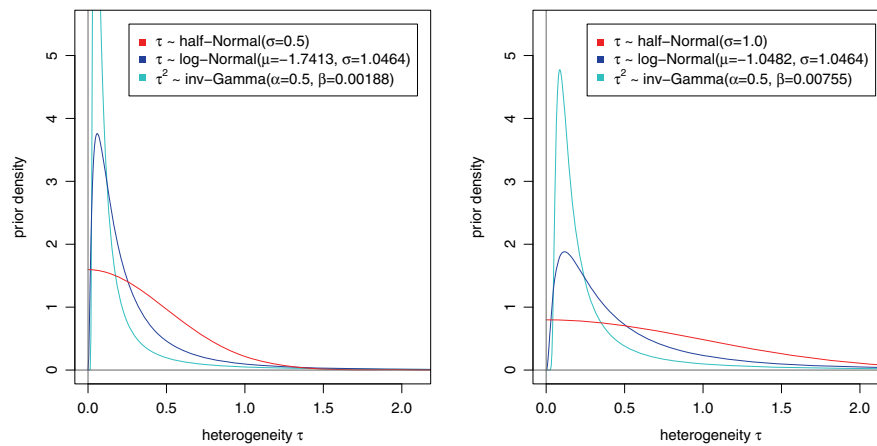 τ ~ half−Normal(σ=0.5)
τ ~ log−Normal(μ=−1.7413, σ=1.0464)
τ² ~ inv−Gamma(α=0.5, β=0.00188)
prior density
5
4
3
2
1
0
0.0 0.5 1.0 1.5 2.0
heterogeneity τ
τ ~ half−Normal(σ=1.0)
τ ~ log−Normal(μ=−1.0482, σ=1.0464)
τ² ~ inv−Gamma(α=0.5, β=0.00755)
prior density
5
4
3
2
1
0
0.0 0.5 1.0 1.5 2.0
heterogeneity τ